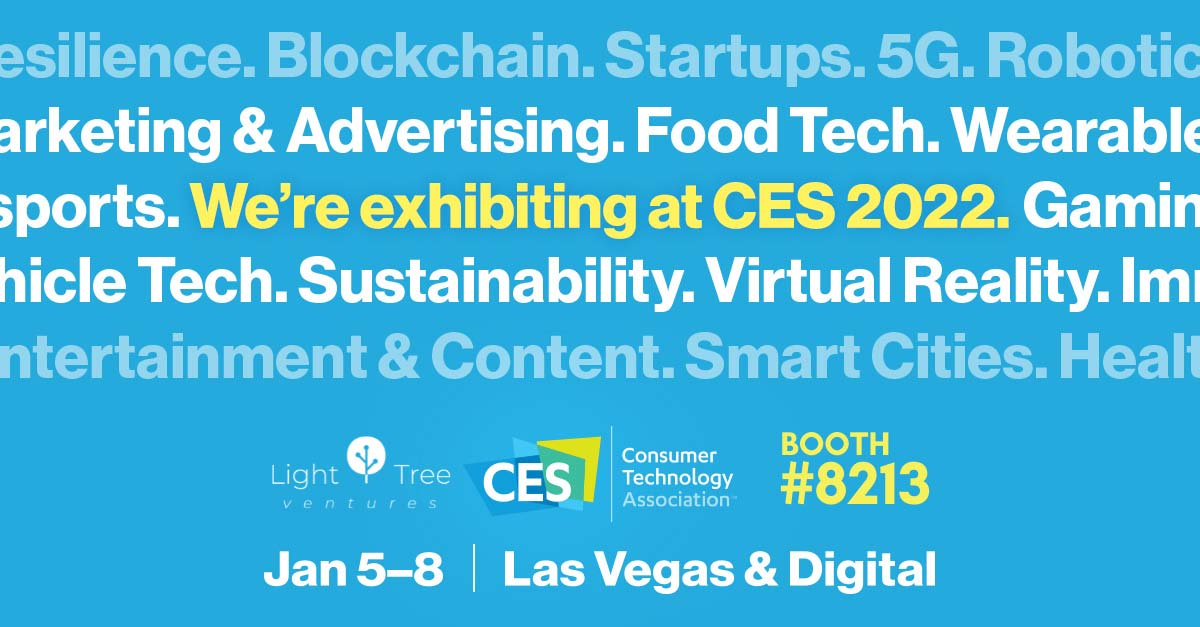 esilience. Blockchain. Startups. 5G. Robotic
arketing & Advertising. Food Tech. Wearable
sports. We’re exhibiting at CES 2022. Gamin
hicle Tech. Sustainability. Virtual Reality. Im
ntertainment & Content. Smart Cities. Healt
Light Tree
ventures
CES
Consumer
Technology
Association™
BOOTH
#8213
Jan 5–8 | Las Vegas & Digital